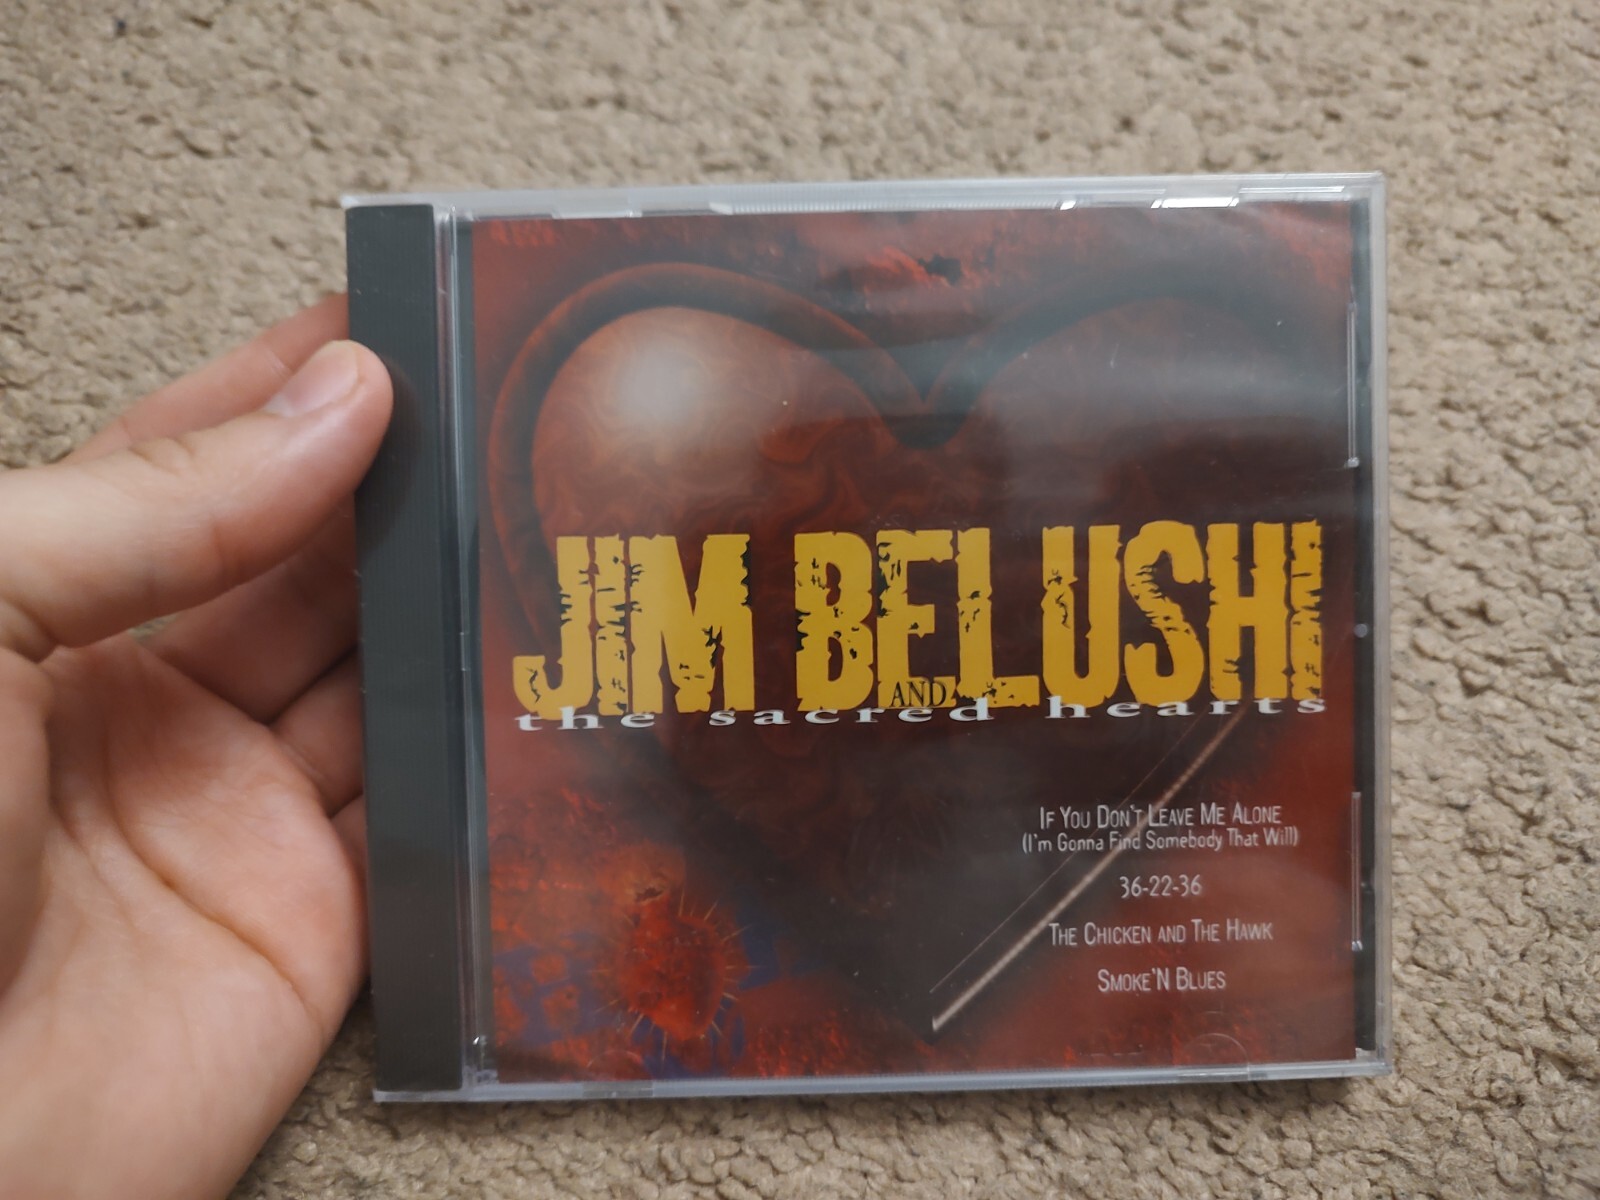 JIM BELUSHI
AND
the sacred hearts
IF YOU DON'T LEAVE ME ALONE
(I'm Gonna Find Somebody That Will)
36-22-36
THE CHICKEN AND THE HAWK
SMOKE'N BLUES